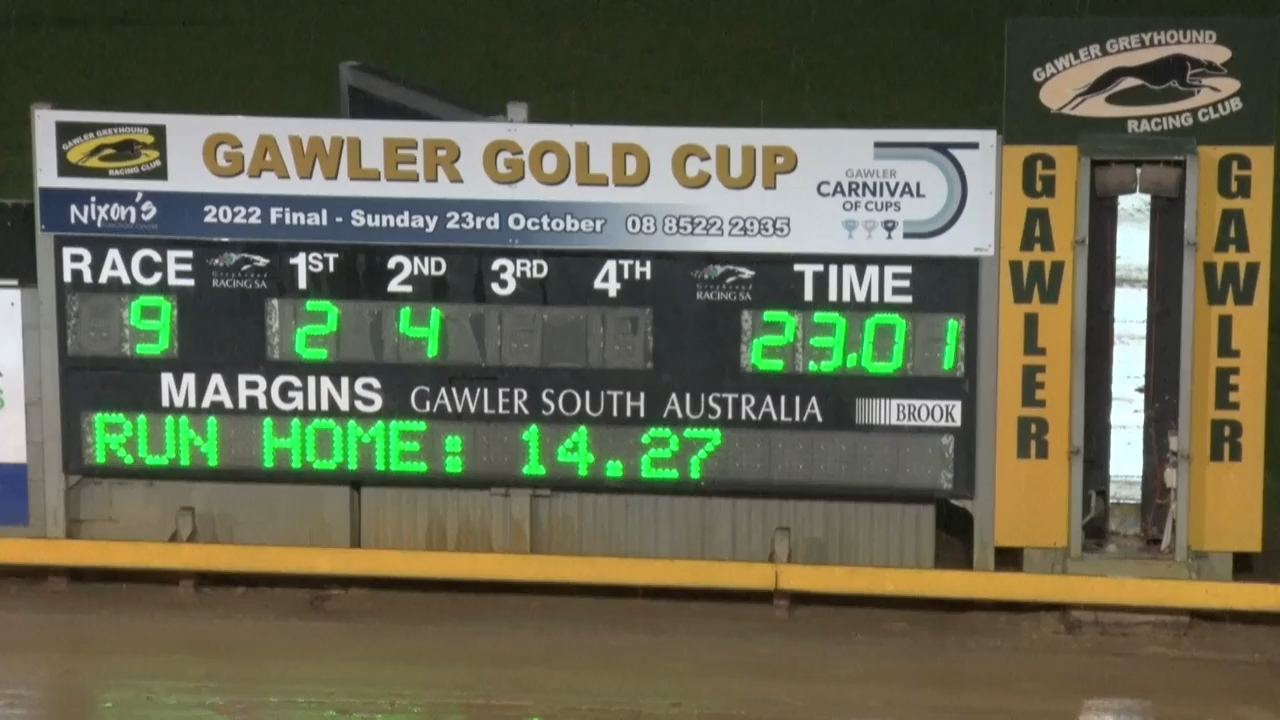 GAWLER GREYHOUND
RACING CLUB
GAWLER GREYHOUND
RACING CLUB
GAWLER GOLD CUP
GAWLER
CARNIVAL
OF CUPS
Nixon's
2022 Final - Sunday 23rd October 08 8522 2935
RACE 1ST 2ND 3RD 4TH TIME
Greyhound
RACING SA
Greyhound
RACING SA
9 2 4 23.01
MARGINS GAWLER SOUTH AUSTRALIA BROOK
RUN HOME: 14.27
GAWLER
GAWLER